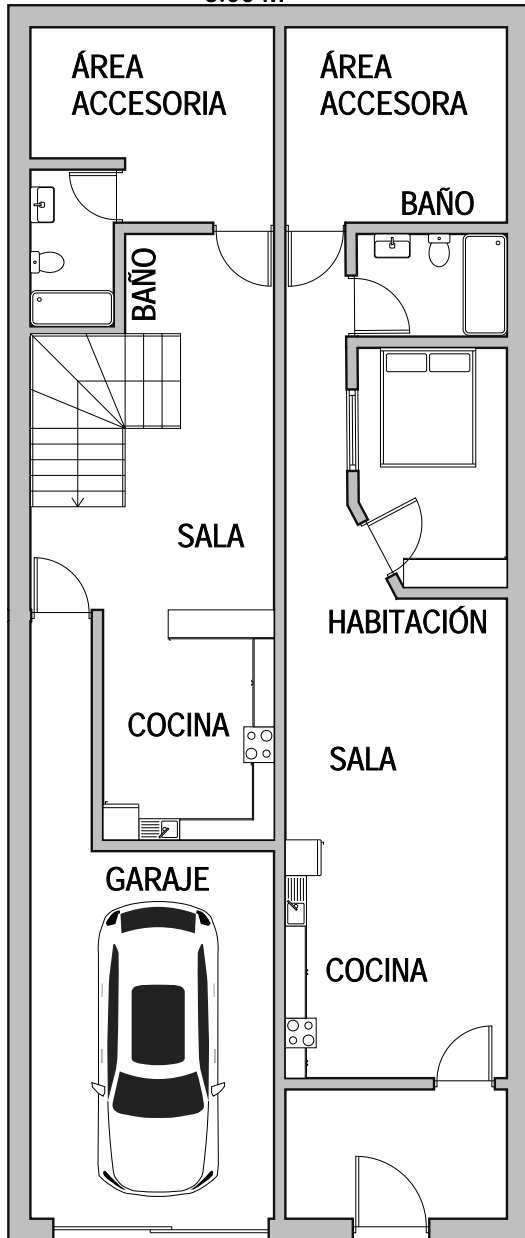 ÁREA
ACCESORIA
ÁREA
ACCESORA
BAÑO
BAÑO
SALA
HABITACIÓN
COCINA
SALA
GARAJE
COCINA